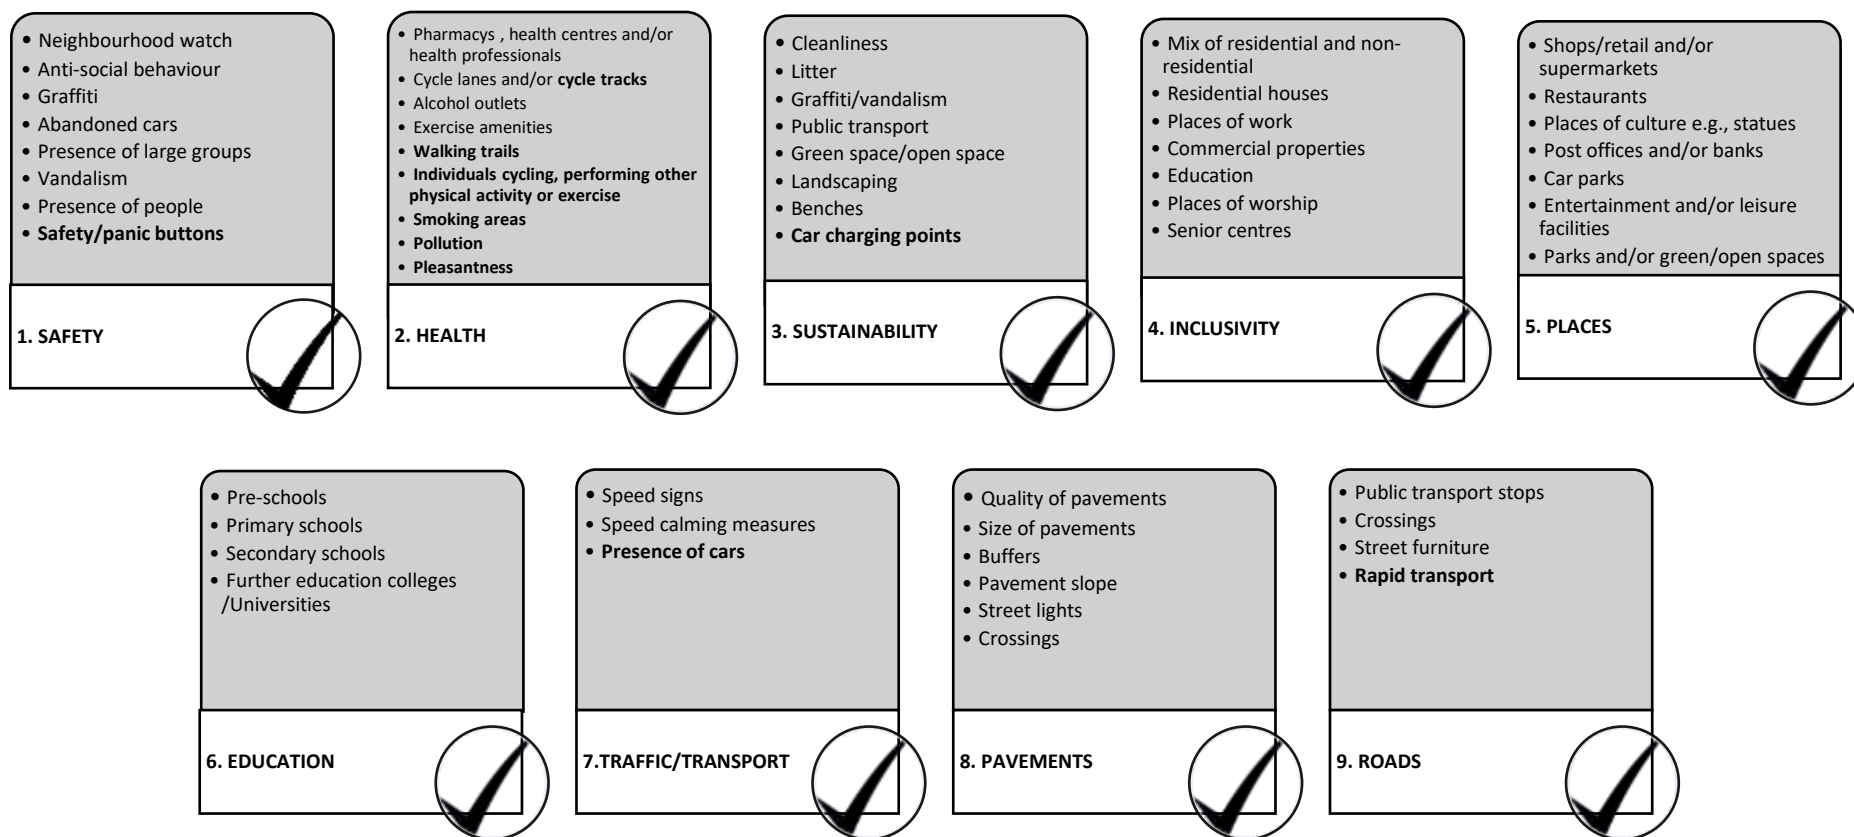 • Neighbourhood watch
• Anti-social behaviour
• Graffiti
• Abandoned cars
• Presence of large groups
• Vandalism
• Presence of people
• Safety/panic buttons
1. SAFETY
• Pharmacys , health centres and/or
health professionals
• Cycle lanes and/or cycle tracks
• Alcohol outlets
• Exercise amenities
• Walking trails
• Individuals cycling, performing other
physical activity or exercise
• Smoking areas
• Pollution
• Pleasantness
2. HEALTH
• Cleanliness
• Litter
• Graffiti/vandalism
• Public transport
• Green space/open space
• Landscaping
• Benches
• Car charging points
3. SUSTAINABILITY
• Mix of residential and non-
residential
• Residential houses
• Places of work
• Commercial properties
• Education
• Places of worship
• Senior centres
4. INCLUSIVITY
• Shops/retail and/or
supermarkets
• Restaurants
• Places of culture e.g., statues
• Post offices and/or banks
• Car parks
• Entertainment and/or leisure
facilities
• Parks and/or green/open spaces
5. PLACES
• Pre-schools
• Primary schools
• Secondary schools
• Further education colleges
/Universities
6. EDUCATION
• Speed signs
• Speed calming measures
• Presence of cars
7.TRAFFIC/TRANSPORT
• Quality of pavements
• Size of pavements
• Buffers
• Pavement slope
• Street lights
• Crossings
8. PAVEMENTS
• Public transport stops
• Crossings
• Street furniture
• Rapid transport
9. ROADS